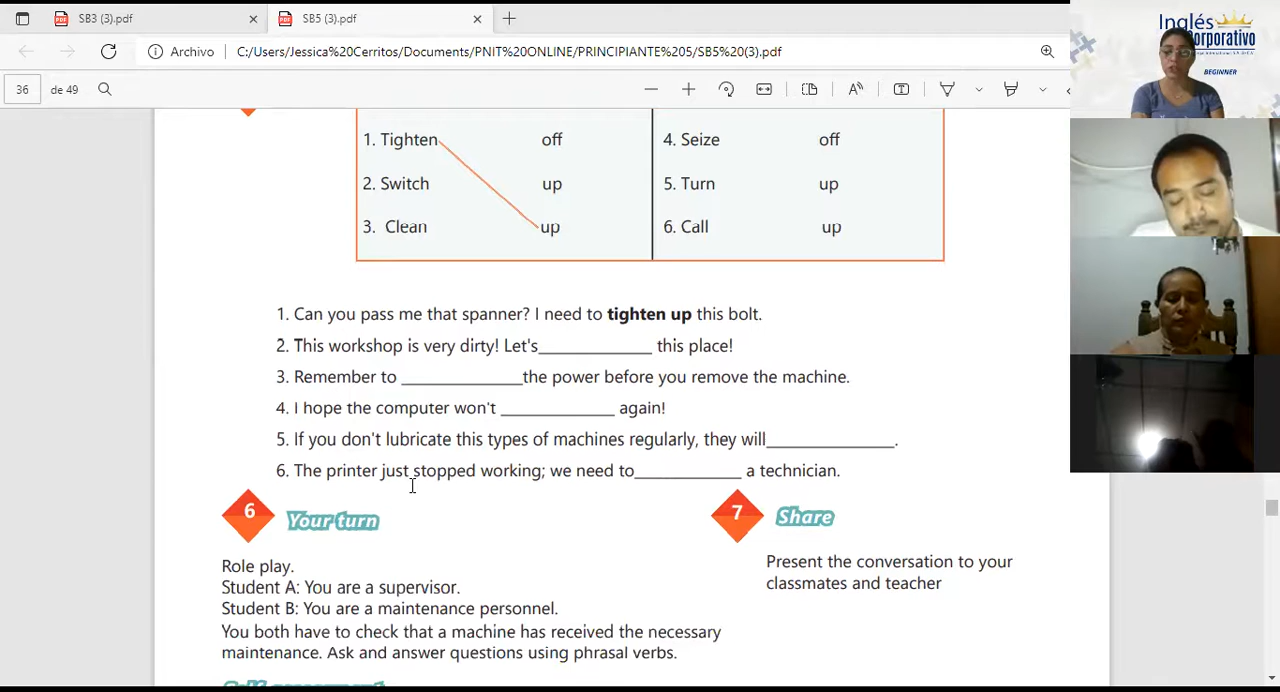 SB3 (3).pdf
SB5 (3).pdf
Archivo
C:/Users/Jessica%20Cerritos/Documents/PNIT%20ONLINE/PRINCIPIANTE%205/SB5%20(3).pdf
36 de 49
1. Tighten off 4. Seize off
2. Switch up 5. Turn up
3. Clean up 6. Call up
1. Can you pass me that spanner? I need to tighten up this bolt.
2. This workshop is very dirty! Let's____________ this place!
3. Remember to _____________the power before you remove the machine.
4. I hope the computer won't ____________ again!
5. If you don't lubricate this types of machines regularly, they will______________.
6. The printer just stopped working; we need to____________ a technician.
6 Your turn
Role play.
Student A: You are a supervisor.
Student B: You are a maintenance personnel.
You both have to check that a machine has received the necessary
maintenance. Ask and answer questions using phrasal verbs.
7 Share
Present the conversation to your
classmates and teacher
Self-assessment
Inglés
Corporativo
BEGINNER